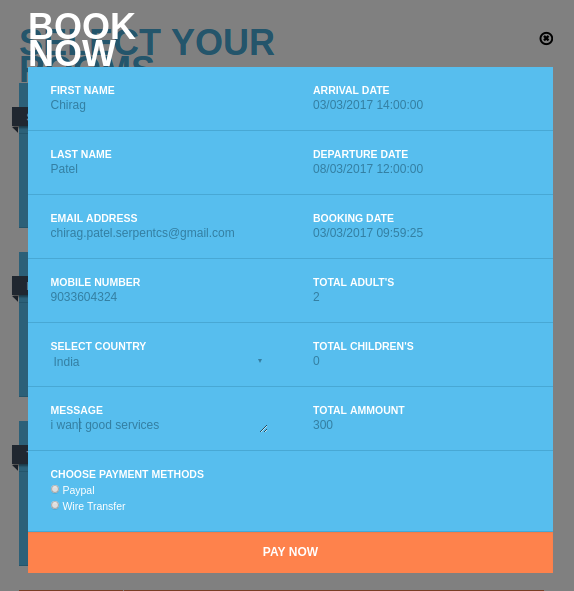 BOOK
NOW
SELECT YOUR
ROOMS
FIRST NAME
Chirag
ARRIVAL DATE
03/03/2017 14:00:00
LAST NAME
Patel
DEPARTURE DATE
08/03/2017 12:00:00
EMAIL ADDRESS
chirag.patel.serpentcs@gmail.com
BOOKING DATE
03/03/2017 09:59:25
MOBILE NUMBER
9033604324
TOTAL ADULT'S
2
SELECT COUNTRY
India
TOTAL CHILDREN'S
0
MESSAGE
i want good services
TOTAL AMMOUNT
300
CHOOSE PAYMENT METHODS
Paypal
Wire Transfer
PAY NOW